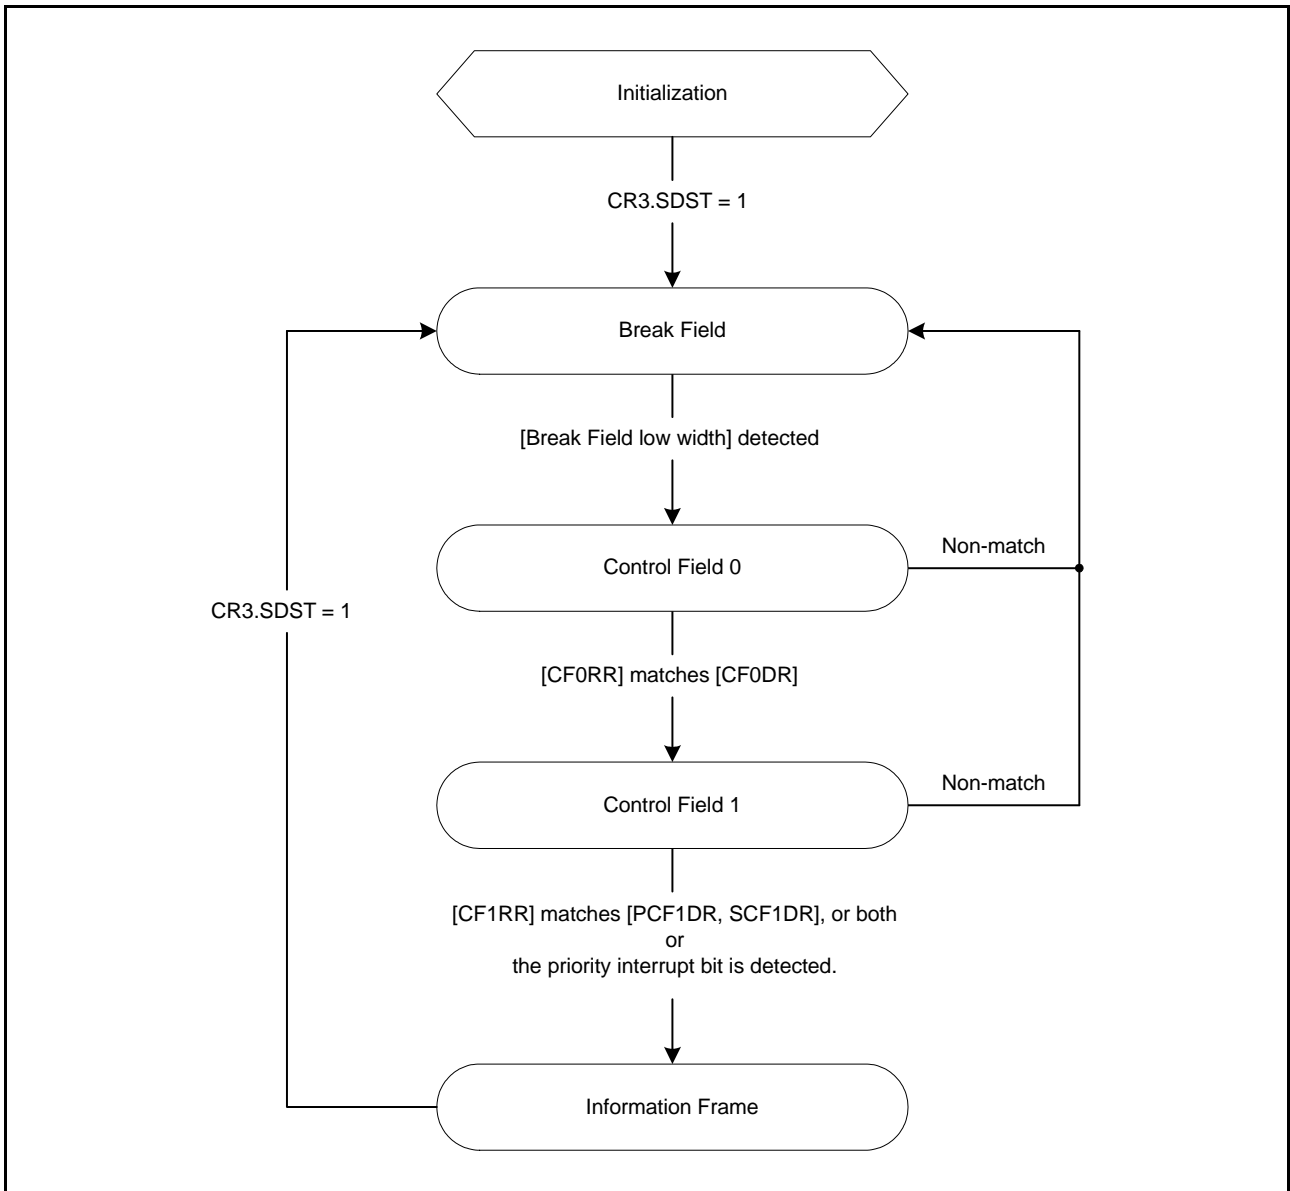 Initialization
CR3.SDST = 1
Break Field
[Break Field low width] detected
Control Field 0
Non-match
CR3.SDST = 1
[CF0RR] matches [CF0DR]
Control Field 1
Non-match
[CF1RR] matches [PCF1DR, SCF1DR], or both
or
the priority interrupt bit is detected.
Information Frame